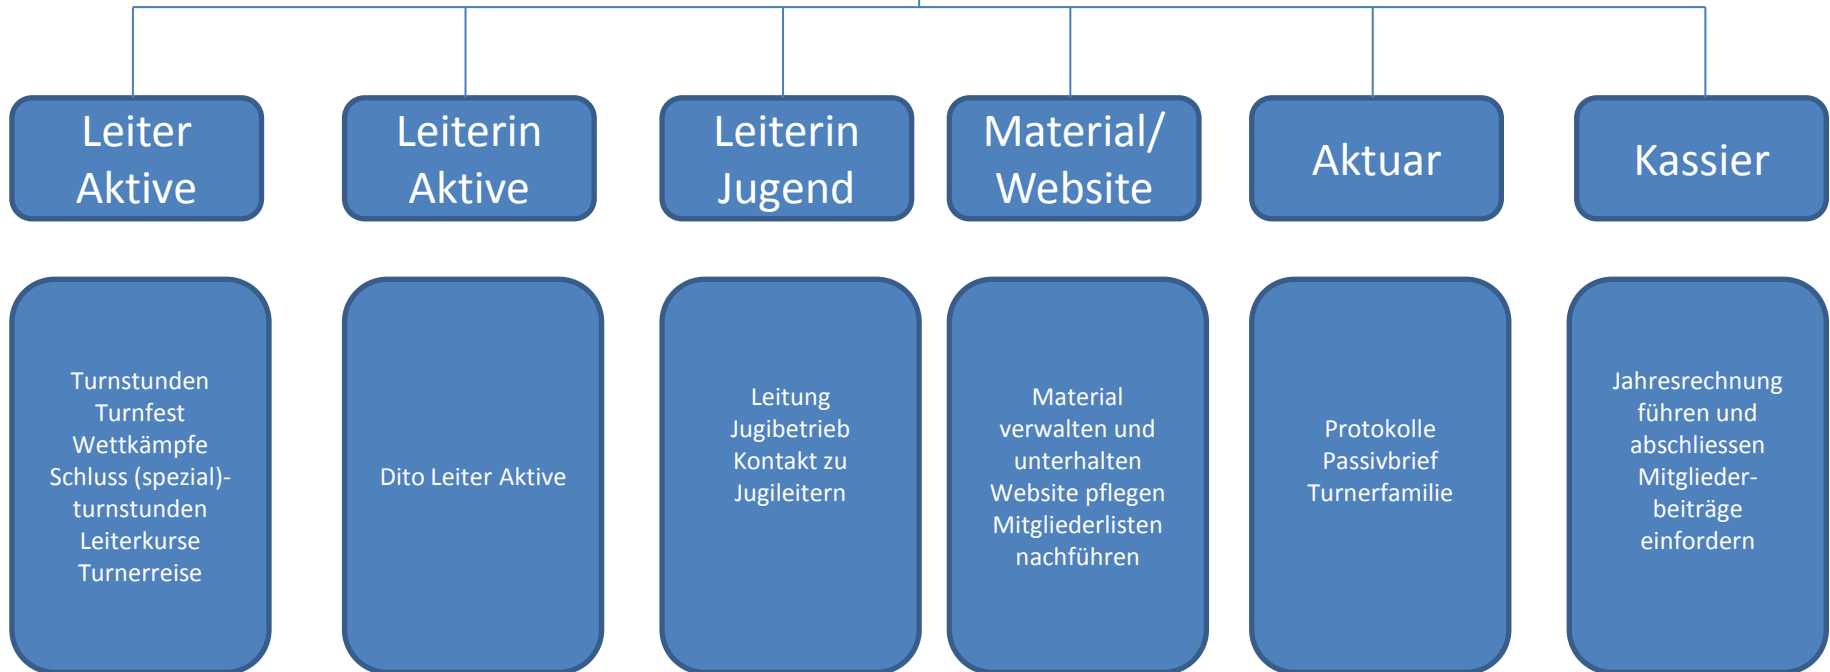 Leiter
Aktive
Leiterin
Aktive
Leiterin
Jugend
Material/
Website
Aktuar
Kassier
Turnstunden
Turnfest
Wettkämpfe
Schluss (spezial)-
turnstunden
Leiterkurse
Turnerreise
Dito Leiter Aktive
Leitung
Jugibetrieb
Kontakt zu
Jugileitern
Material
verwalten und
unterhalten
Website pflegen
Mitgliederlisten
nachführen
Protokolle
Passivbrief
Turnerfamilie
Jahresrechnung
führen und
abschliessen
Mitglieder-
beiträge
einfordern